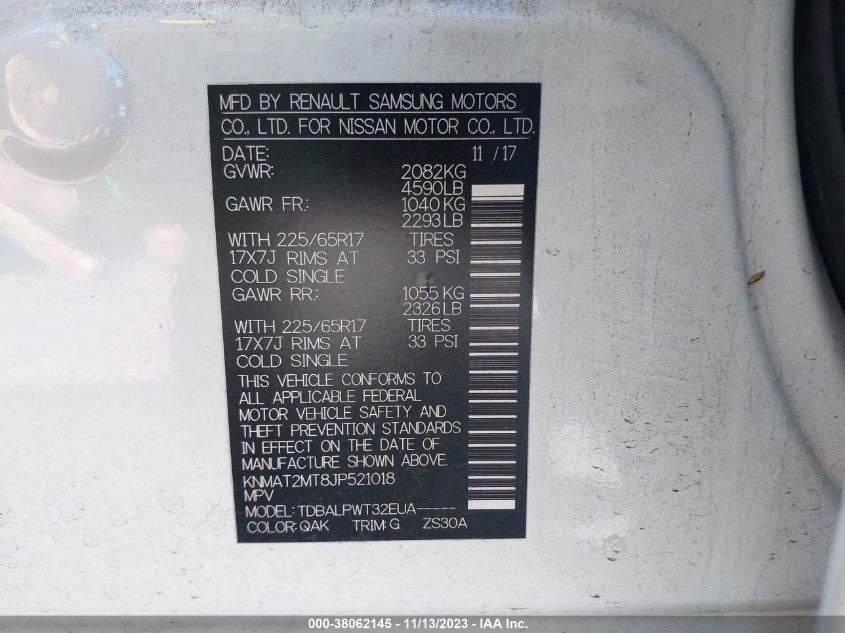 MFD BY RENAULT SAMSUNG MOTORS
CO., LTD. FOR NISSAN MOTOR CO., LTD.
DATE: 11 / 17
GVWR: 2082KG
4590LB
GAWR FR.: 1040 KG
2293LB
WITH 225/65R17 TIRES
17X7J RIMS AT 33 PSI
COLD SINGLE
GAWR RR.: 1055 KG
2326LB
WITH 225/65R17 TIRES
17X7J RIMS AT 33 PSI
COLD SINGLE
THIS VEHICLE CONFORMS TO
ALL APPLICABLE FEDERAL
MOTOR VEHICLE SAFETY AND
THEFT PREVENTION STANDARDS
IN EFFECT ON THE DATE OF
MANUFACTURE SHOWN ABOVE.
KNMAT2MT8JP521018
MPV
MODEL: TDBALPWT32EUA-----
COLOR: QAK TRIM: G ZS30A
000-38062145 - 11/13/2023 - IAA Inc.